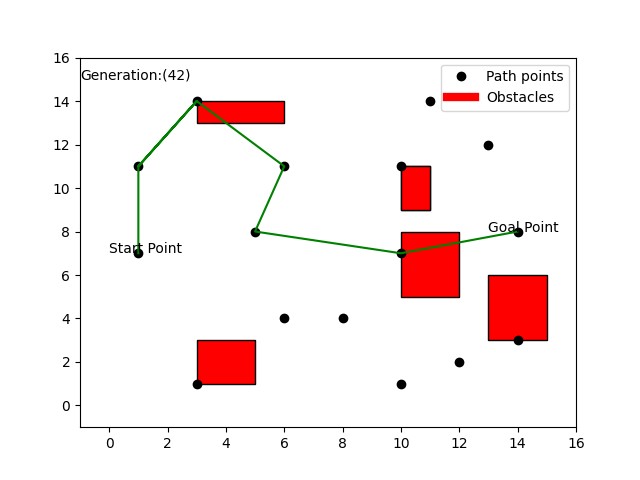 Generation:(42)
Path points
Obstacles
Start Point
Goal Point
16
14
12
10
8
6
4
2
0
0 2 4 6 8 10 12 14 16